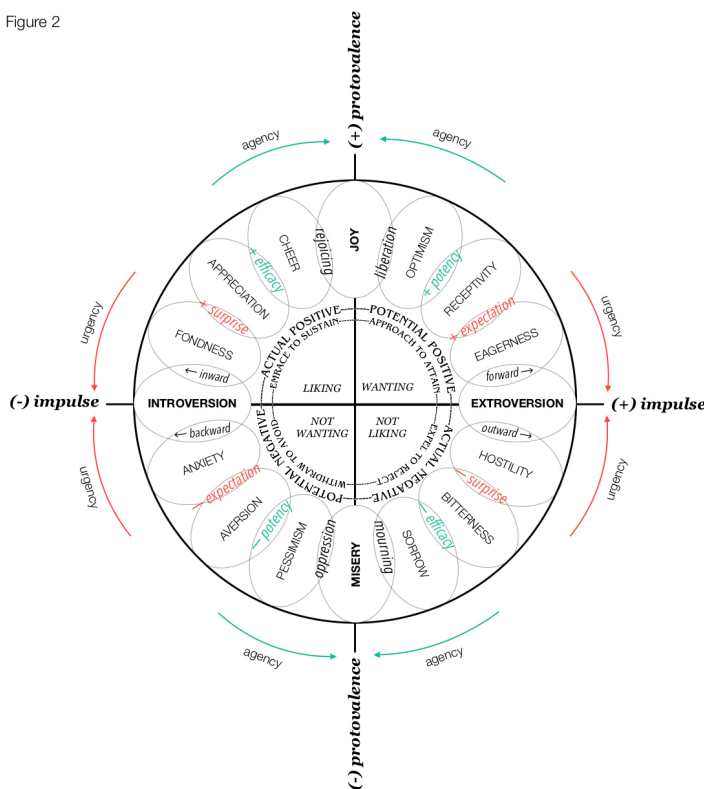 Figure 2
(+) protovalence
agency
agency
JOY
rejoicing
liberation
CHEER
OPTIMISM
+ efficacy
+ potency
APPRECIATION
RECEPTIVITY
+ surprise
+ expectation
FONDNESS
EAGERNESS
urgency
urgency
ACTUAL POSITIVE
POTENTIAL POSITIVE
EMBRACE TO SUSTAIN
APPROACH TO ATTAIN
← inward
forward →
LIKING
WANTING
(-) impulse
INTROVERSION
EXTROVERSION
(+) impulse
NOT WANTING
NOT LIKING
← backward
outward →
WITHDRAW TO AVOID
EXPEL TO REJECT
POTENTIAL NEGATIVE
ACTUAL NEGATIVE
urgency
urgency
ANXIETY
HOSTILITY
— expectation
— surprise
AVERSION
BITTERNESS
— potency
— efficacy
PESSIMISM
SORROW
oppression
mourning
MISERY
agency
agency
(-) protovalence